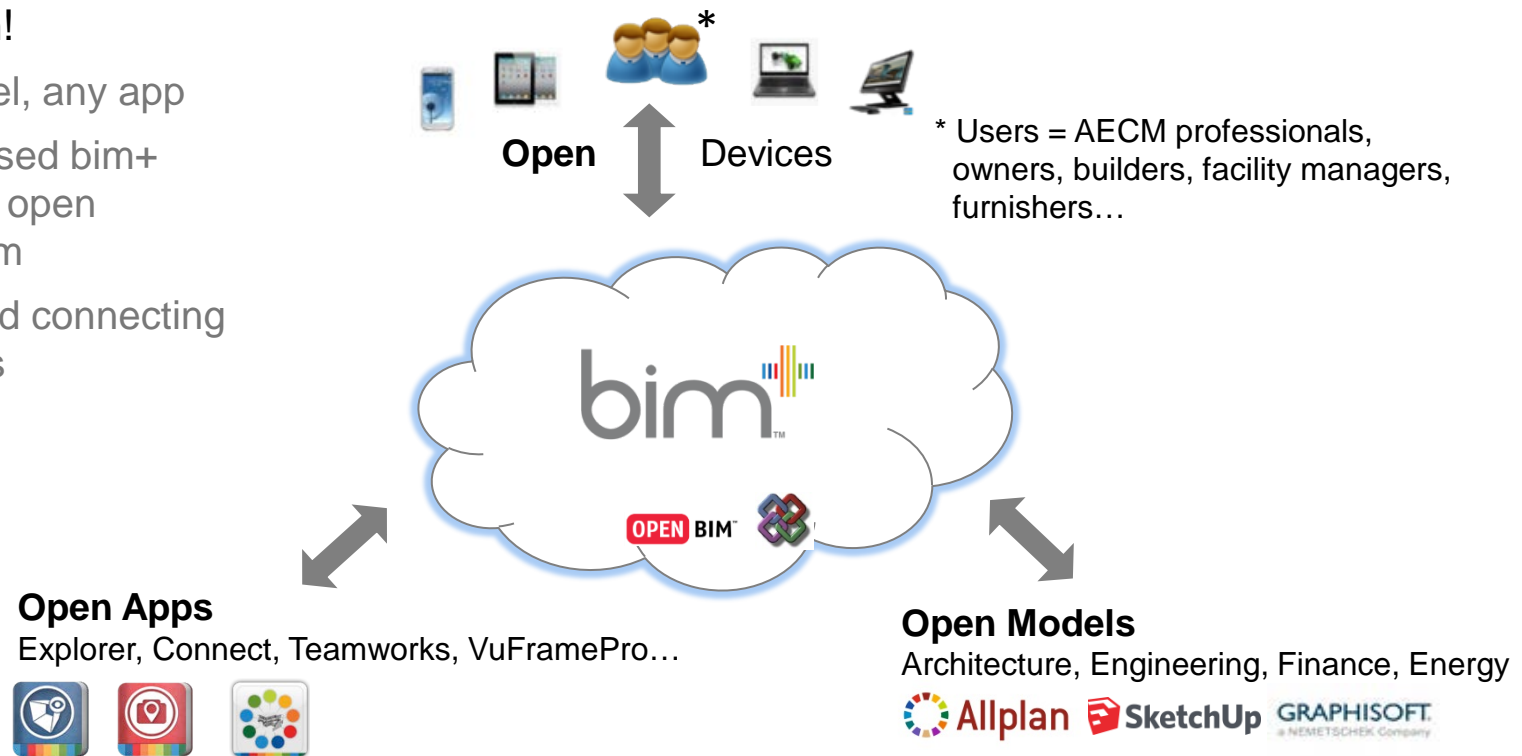 !
el, any app
sed bim+
open
m
d connecting
s
*
Open Devices
* Users = AECM professionals,
owners, builders, facility managers,
furnishers…
bim+™
OPEN BIM™
Open Apps
Explorer, Connect, Teamworks, VuFramePro…
Open Models
Architecture, Engineering, Finance, Energy
Allplan SketchUp GRAPHISOFT.
a NEMETSCHEK Company